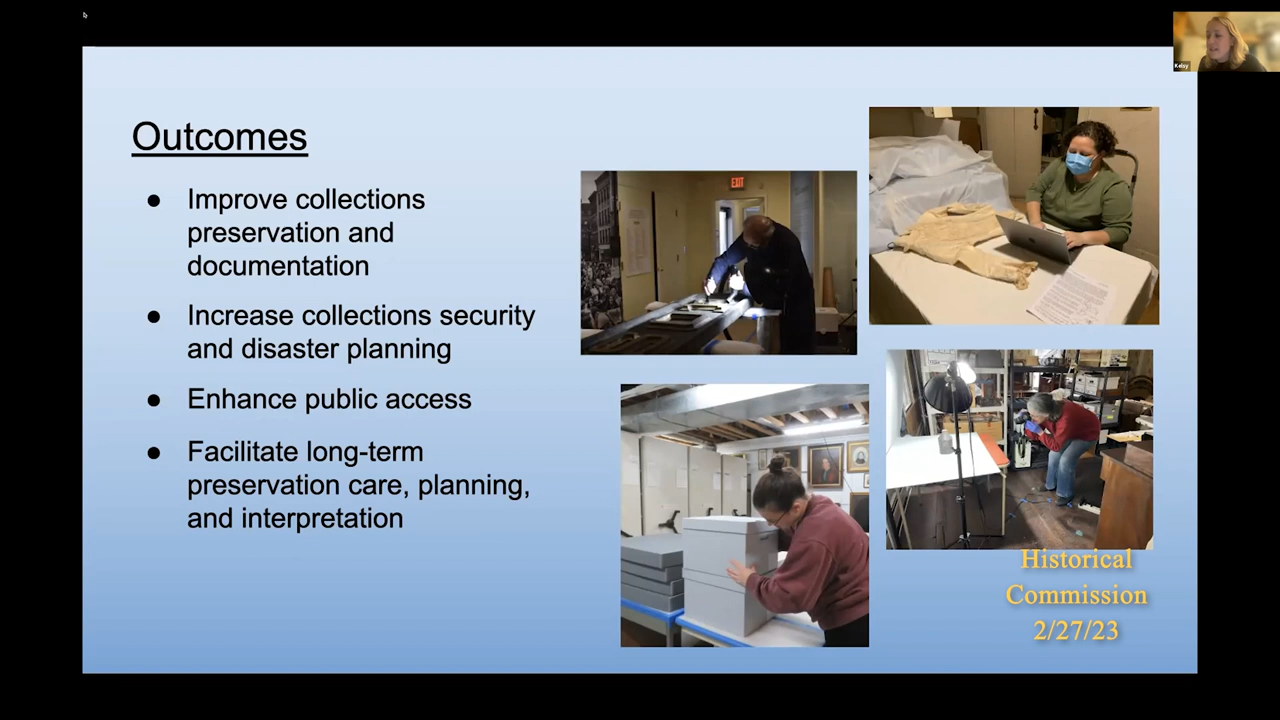 Kelsy
Outcomes
● Improve collections
preservation and
documentation
● Increase collections security
and disaster planning
● Enhance public access
● Facilitate long-term
preservation care, planning,
and interpretation
EXIT
Historical
Commission
2/27/23